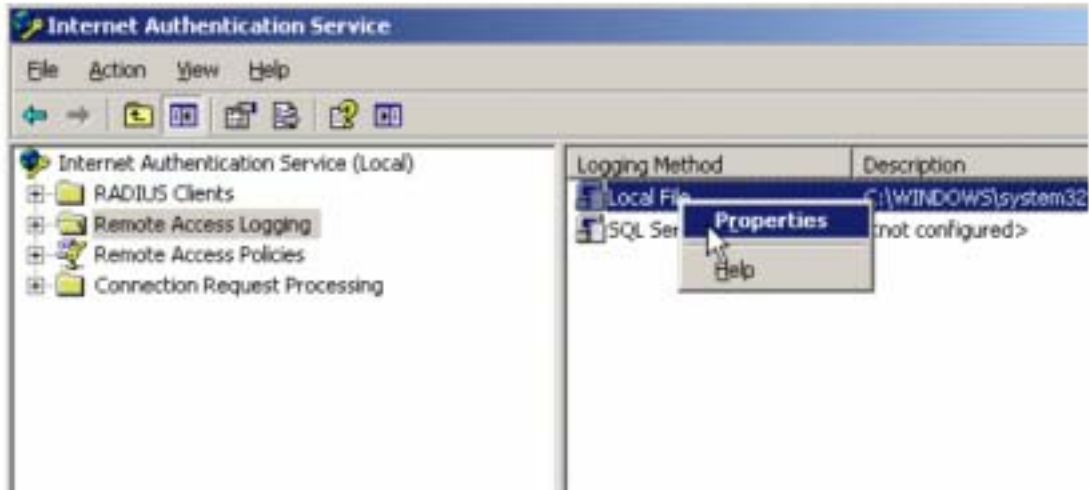 Internet Authentication Service
File Action View Help
Internet Authentication Service (Local)
RADIUS Clients
Remote Access Logging
Remote Access Policies
Connection Request Processing
Logging Method Description
Local File C:\WINDOWS\system32
SQL Ser <not configured>
Properties
Help